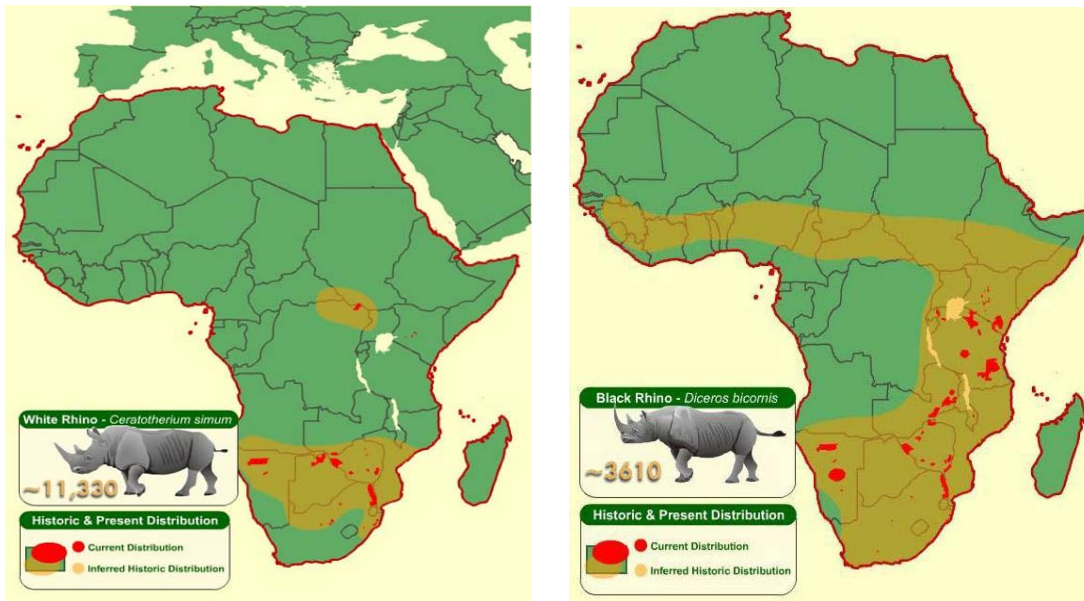 White Rhino - Ceratotherium simum
~11,330
Historic & Present Distribution
Current Distribution
Inferred Historic Distribution
Black Rhino - Diceros bicornis
~3610
Historic & Present Distribution
Current Distribution
Inferred Historic Distribution